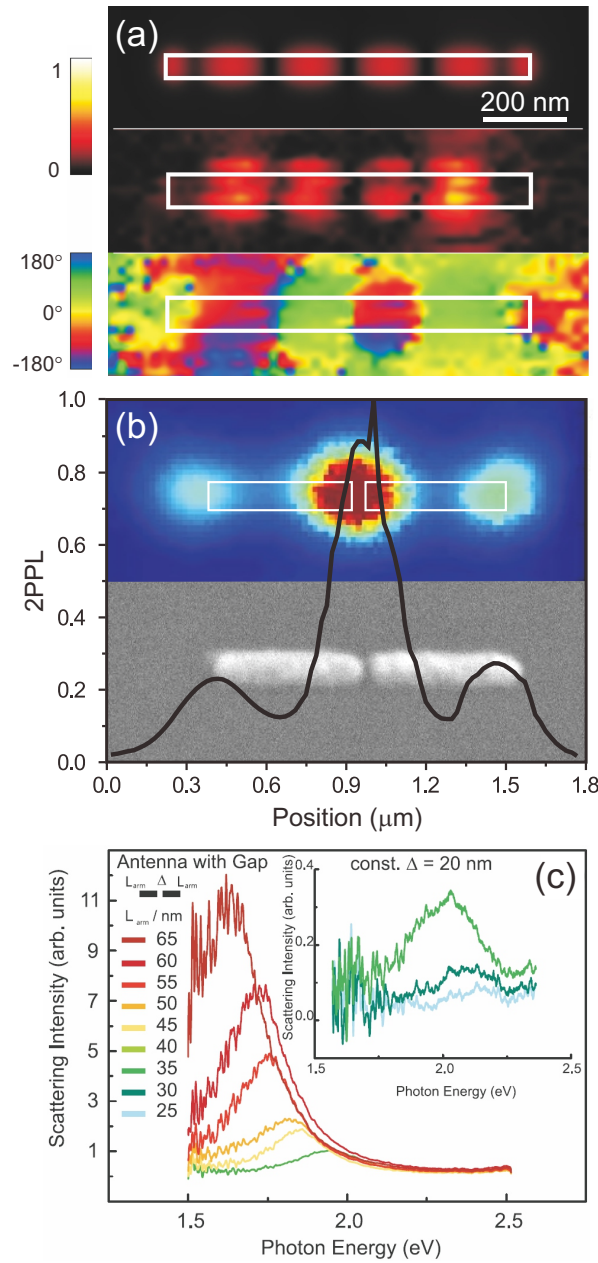 (a)
1
0
200 nm
180°
0°
-180°
(b)
1.0
0.8
0.6
0.4
0.2
0.0
2PPL
0.0 0.3 0.6 0.9 1.2 1.5 1.8
Position (μm)
(c)
Antenna with Gap
L arm Δ L arm
L arm / nm
65
60
55
50
45
40
35
30
25
11
9
7
5
3
1
Scattering Intensity (arb. units)
1.5 2.0 2.5
Photon Energy (eV)
const. Δ = 20 nm
0.4
0.2
0.0
Scattering Intensity (arb. units)
1.5 2.0 2.5
Photon Energy (eV)